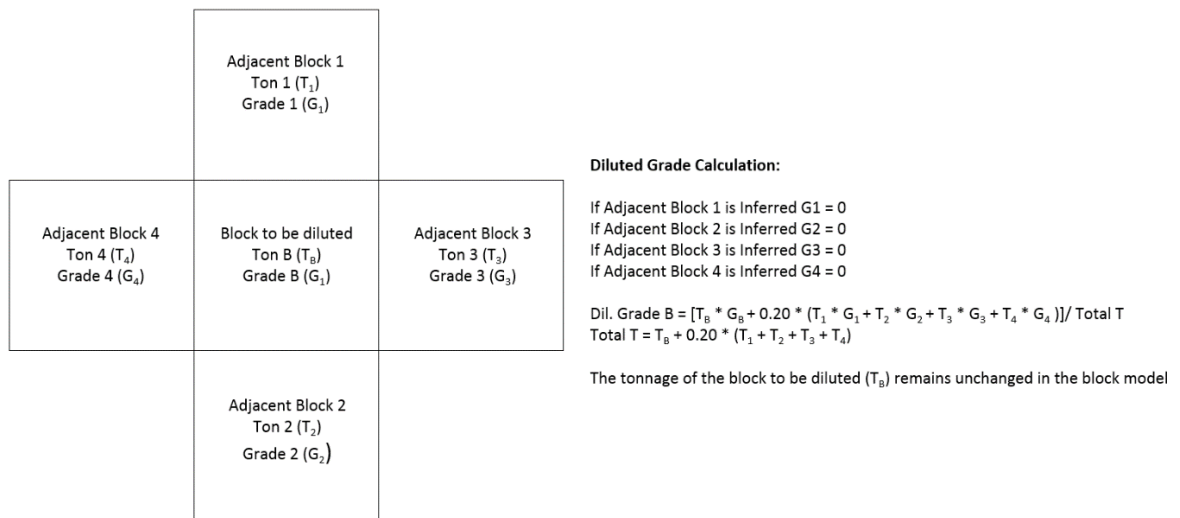 Adjacent Block 1
Ton 1 (T₁)
Grade 1 (G₁)
Adjacent Block 4
Ton 4 (T₄)
Grade 4 (G₄)
Block to be diluted
Ton B (T_B)
Grade B (G₁)
Adjacent Block 3
Ton 3 (T₃)
Grade 3 (G₃)
Adjacent Block 2
Ton 2 (T₂)
Grade 2 (G₂)
Diluted Grade Calculation:
If Adjacent Block 1 is Inferred G1 = 0
If Adjacent Block 2 is Inferred G2 = 0
If Adjacent Block 3 is Inferred G3 = 0
If Adjacent Block 4 is Inferred G4 = 0
Dil. Grade B = [T_B * G_B + 0.20 * (T₁ * G₁ + T₂ * G₂ + T₃ * G₃ + T₄ * G₄ )]/ Total T
Total T = T_B + 0.20 * (T₁ + T₂ + T₃ + T₄)
The tonnage of the block to be diluted (T_B) remains unchanged in the block model